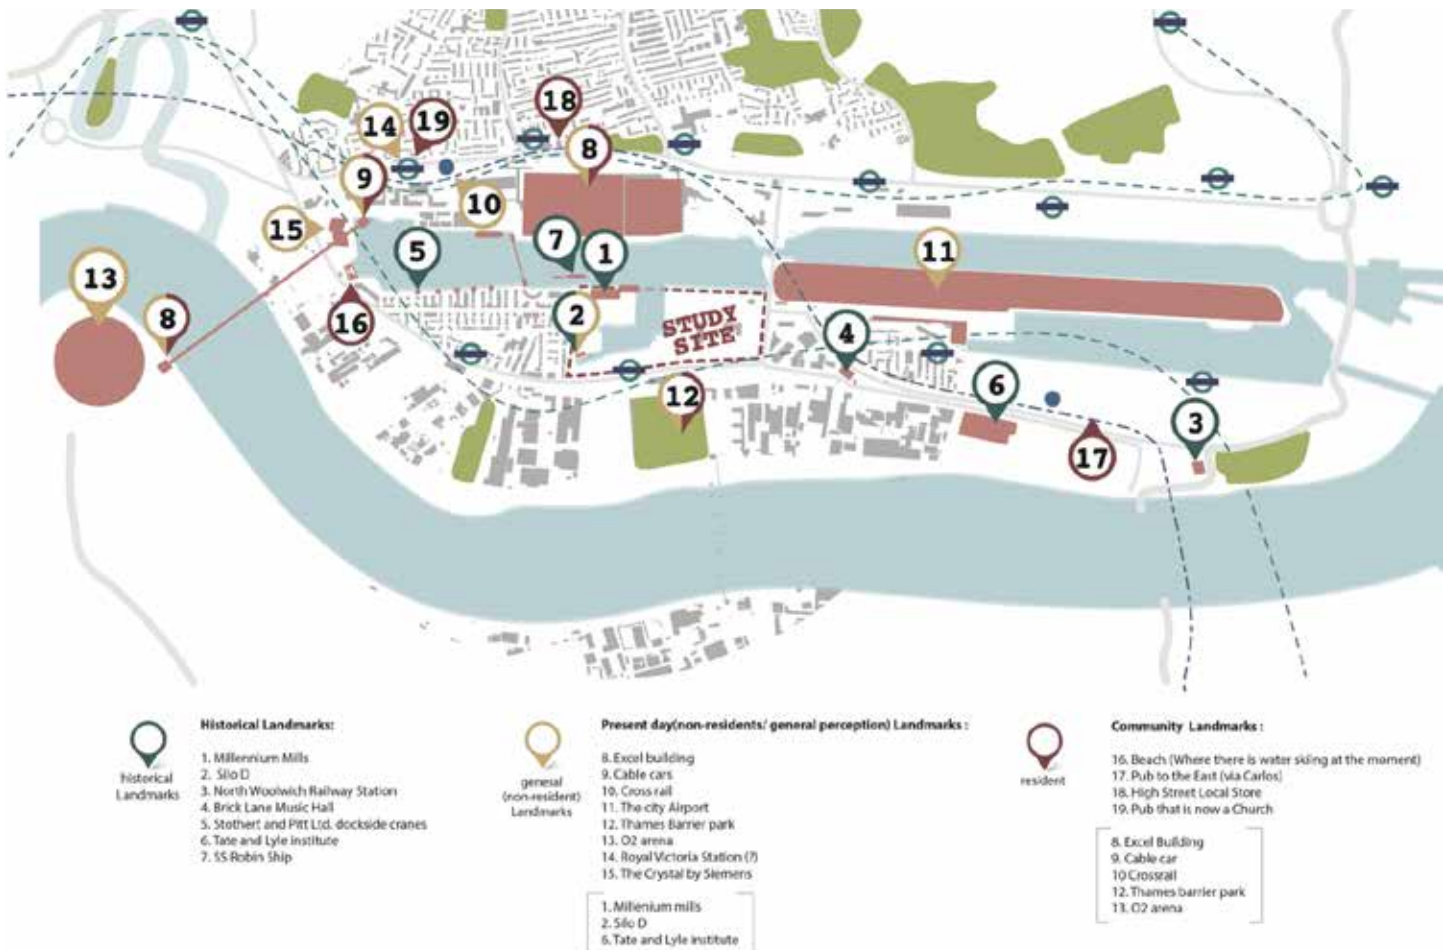 18
14
19
8
9
10
15
5
7
1
11
13
8
16
2
STUDY
SITE
4
12
6
3
17
historical
Landmarks
Historical Landmarks:
1. Millennium Mills
2. Silo D
3. North Woolwich Railway Station
4. Brick Lane Music Hall
5. Stothert and Pitt Ltd. dockside cranes
6. Tate and Lyle institute
7. SS Robin Ship
general
(non-resident)
Landmarks
Present day(non-residents/ general perception) Landmarks :
8. Excel building
9. Cable cars
10. Cross rail
11. The city Airport
12. Thames Barrier park
13. O2 arena
14. Royal Victoria Station (?)
15. The Crystal by Siemens
1. Millenium mills
2. Silo D
6. Tate and Lyle institute
resident
Community Landmarks :
16. Beach (Where there is water skiing at the moment)
17. Pub to the East (via Carlos)
18. High Street Local Store
19. Pub that is now a Church
8. Excel Building
9. Cable car
10 Crossrail
12. Thames barrier park
13. O2 arena